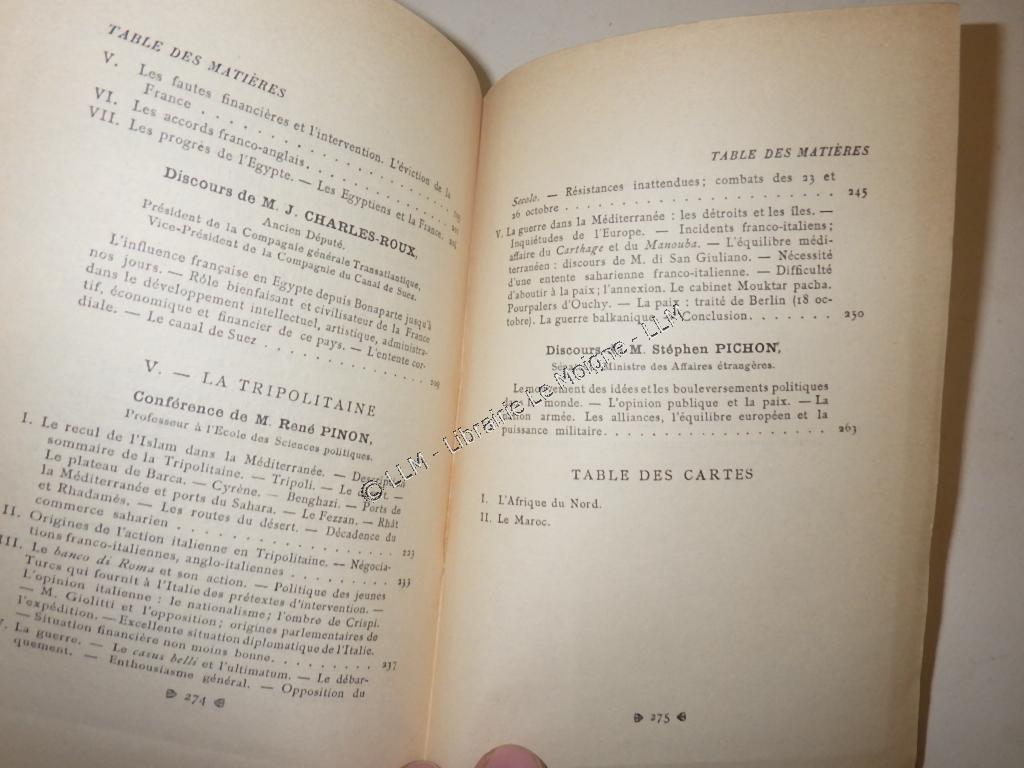 TABLE DES MATIÈRES
V. Les fautes financières et l'intervention. L'éviction de la
France . . . . . . . . . . . . . . . .
VI. Les accords franco-anglais. . . . . . . . . . 201
VII. Les progrès de l'Egypte. — Les Egyptiens et la France.
Discours de M. J. CHARLES-ROUX,
Ancien Député.
Président de la Compagnie générale Transatlantique,
Vice-Président de la Compagnie du Canal de Suez.
L'influence française en Egypte depuis Bonaparte jusqu'à
nos jours. — Rôle bienfaisant et civilisateur de la France
dans le développement intellectuel, artistique, administra-
tif, économique et financier de ce pays. — L'entente cor-
diale. — Le canal de Suez . . . . . . . . . . 209
V. — LA TRIPOLITAINE
Conférence de M. René PINON,
Professeur à l'Ecole des Sciences politiques.
I. Le recul de l'Islam dans la Méditerranée. —
sommaire de la Tripolitaine. — Tripoli. — Le
Le plateau de Barca. — Cyrène. — Benghazi. — Ports de
la Méditerranée et ports du Sahara. — Le Fezzan. — Rhât
et Rhadamès. — Les routes du désert. — Décadence du
commerce saharien . . . . . . . . . . . . 223
II. Origines de l'action italienne en Tripolitaine. — Négocia-
tions franco-italiennes, anglo-italiennes . . . . . . 233
III. Le banco di Roma et son action. — Politique des jeunes
Turcs qui fournit à l'Italie des prétextes d'intervention. —
L'opinion italienne : le nationalisme; l'ombre de Crispi.
— M. Giolitti et l'opposition; origines parlementaires de
l'expédition. — Excellente situation diplomatique de l'Italie.
— Situation financière non moins bonne. . . . . . . 237
La guerre. — Le casus belli et l'ultimatum. — Le débar-
quement. — Enthousiasme général. — Opposition du
274
TABLE DES MATIÈRES
Secolo. — Résistances inattendues; combats des 23 et
26 octobre . . . . . . . . . . . . . . . 245
V. La guerre dans la Méditerranée : les détroits et les îles. —
Inquiétudes de l'Europe. — Incidents franco-italiens;
affaire du Carthage et du Manouba. — L'équilibre médi-
terranéen : discours de M. di San Giuliano. — Nécessité
d'une entente saharienne franco-italienne. — Difficulté
d'aboutir à la paix; l'annexion. Le cabinet Mouktar pacha.
Pourpalers d'Ouchy. — La paix : traité de Berlin (18 oc-
tobre). La guerre balkanique. — Conclusion. . . . . . 250
Discours de M. Stéphen PICHON,
Ministre des Affaires étrangères.
Le mouvement des idées et les bouleversements politiques
dans le monde. — L'opinion publique et la paix. — La
armée. Les alliances, l'équilibre européen et la
puissance militaire. . . . . . . . . . . . . 263
TABLE DES CARTES
I. L'Afrique du Nord.
II. Le Maroc.
275
© LLM - Librairie Le Moigne - LLM